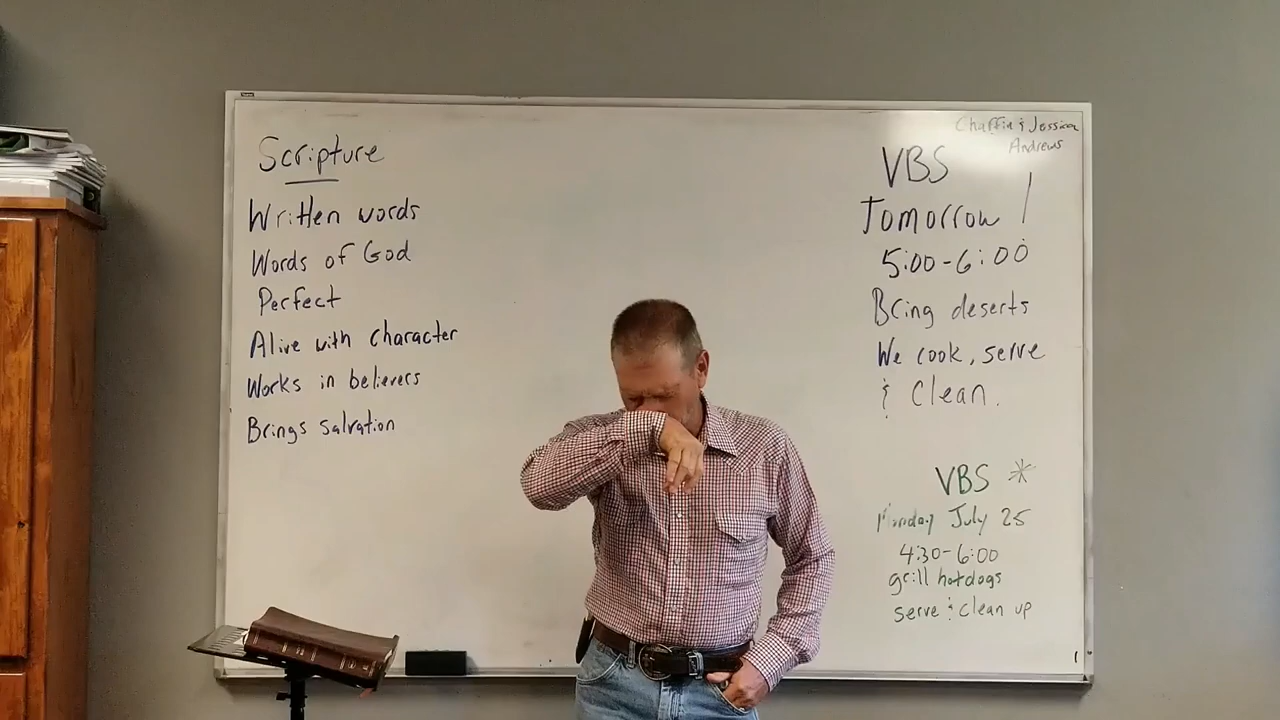 Scripture
Written words
Words of God
Perfect
Alive with character
Works in believers
Brings Salvation
Chaffin & Jessica
Andrews
VBS
Tomorrow !
5:00-6:00
Bring deserts
We cook, serve
& Clean.
VBS *
Monday July 25
4:30-6:00
grill hotdogs
serve & clean up